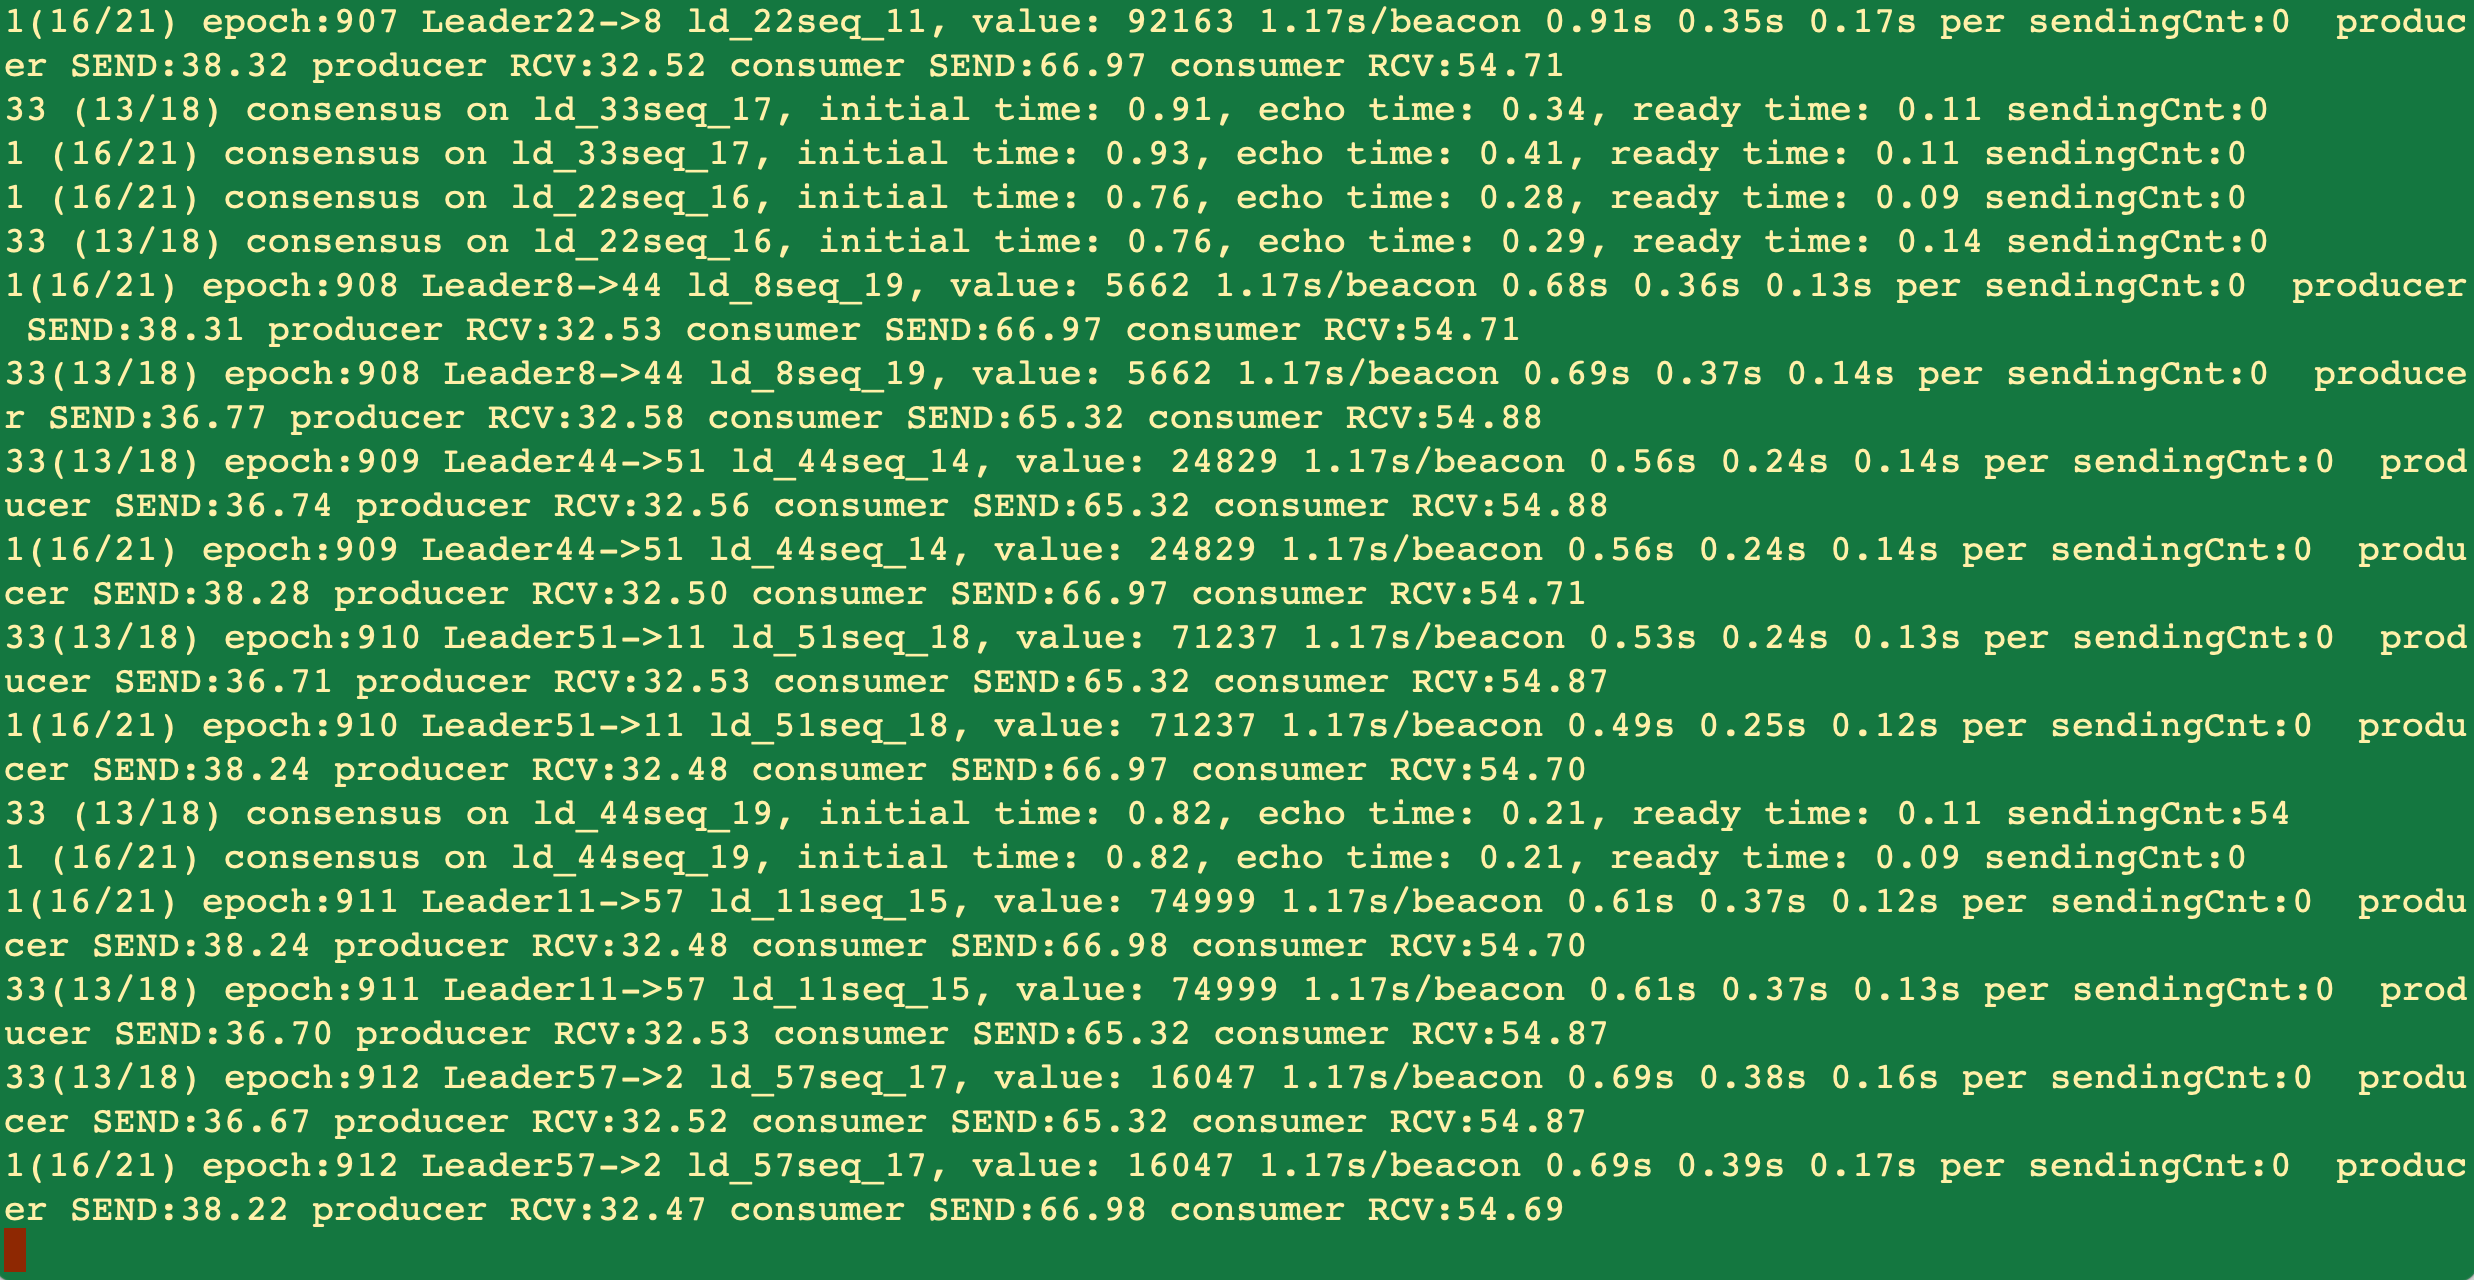 1(16/21) epoch:907 Leader22->8 ld_22seq_11, value: 92163 1.17s/beacon 0.91s 0.35s 0.17s per sendingCnt:0  produc
er SEND:38.32 producer RCV:32.52 consumer SEND:66.97 consumer RCV:54.71
33 (13/18) consensus on ld_33seq_17, initial time: 0.91, echo time: 0.34, ready time: 0.11 sendingCnt:0
1 (16/21) consensus on ld_33seq_17, initial time: 0.93, echo time: 0.41, ready time: 0.11 sendingCnt:0
1 (16/21) consensus on ld_22seq_16, initial time: 0.76, echo time: 0.28, ready time: 0.09 sendingCnt:0
33 (13/18) consensus on ld_22seq_16, initial time: 0.76, echo time: 0.29, ready time: 0.14 sendingCnt:0
1(16/21) epoch:908 Leader8->44 ld_8seq_19, value: 5662 1.17s/beacon 0.68s 0.36s 0.13s per sendingCnt:0  producer
 SEND:38.31 producer RCV:32.53 consumer SEND:66.97 consumer RCV:54.71
33(13/18) epoch:908 Leader8->44 ld_8seq_19, value: 5662 1.17s/beacon 0.69s 0.37s 0.14s per sendingCnt:0  produce
r SEND:36.77 producer RCV:32.58 consumer SEND:65.32 consumer RCV:54.88
33(13/18) epoch:909 Leader44->51 ld_44seq_14, value: 24829 1.17s/beacon 0.56s 0.24s 0.14s per sendingCnt:0  prod
ucer SEND:36.74 producer RCV:32.56 consumer SEND:65.32 consumer RCV:54.88
1(16/21) epoch:909 Leader44->51 ld_44seq_14, value: 24829 1.17s/beacon 0.56s 0.24s 0.14s per sendingCnt:0  produ
cer SEND:38.28 producer RCV:32.50 consumer SEND:66.97 consumer RCV:54.71
33(13/18) epoch:910 Leader51->11 ld_51seq_18, value: 71237 1.17s/beacon 0.53s 0.24s 0.13s per sendingCnt:0  prod
ucer SEND:36.71 producer RCV:32.53 consumer SEND:65.32 consumer RCV:54.87
1(16/21) epoch:910 Leader51->11 ld_51seq_18, value: 71237 1.17s/beacon 0.49s 0.25s 0.12s per sendingCnt:0  produ
cer SEND:38.24 producer RCV:32.48 consumer SEND:66.97 consumer RCV:54.70
33 (13/18) consensus on ld_44seq_19, initial time: 0.82, echo time: 0.21, ready time: 0.11 sendingCnt:54
1 (16/21) consensus on ld_44seq_19, initial time: 0.82, echo time: 0.21, ready time: 0.09 sendingCnt:0
1(16/21) epoch:911 Leader11->57 ld_11seq_15, value: 74999 1.17s/beacon 0.61s 0.37s 0.12s per sendingCnt:0  produ
cer SEND:38.24 producer RCV:32.48 consumer SEND:66.98 consumer RCV:54.70
33(13/18) epoch:911 Leader11->57 ld_11seq_15, value: 74999 1.17s/beacon 0.61s 0.37s 0.13s per sendingCnt:0  prod
ucer SEND:36.70 producer RCV:32.53 consumer SEND:65.32 consumer RCV:54.87
33(13/18) epoch:912 Leader57->2 ld_57seq_17, value: 16047 1.17s/beacon 0.69s 0.38s 0.16s per sendingCnt:0  produ
cer SEND:36.67 producer RCV:32.52 consumer SEND:65.32 consumer RCV:54.87
1(16/21) epoch:912 Leader57->2 ld_57seq_17, value: 16047 1.17s/beacon 0.69s 0.39s 0.17s per sendingCnt:0  produc
er SEND:38.22 producer RCV:32.47 consumer SEND:66.98 consumer RCV:54.69